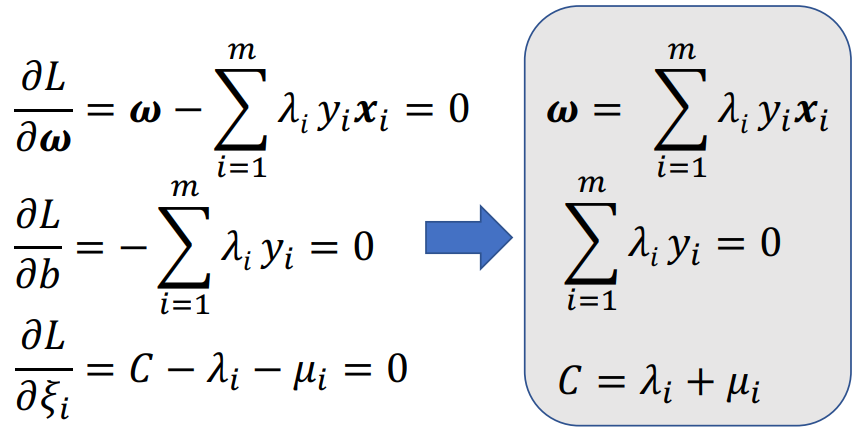 ∂L/∂ω = ω − ∑_{i=1}^{m} λ_i y_i x_i = 0
ω = ∑_{i=1}^{m} λ_i y_i x_i
∂L/∂b = − ∑_{i=1}^{m} λ_i y_i = 0
∑_{i=1}^{m} λ_i y_i = 0
∂L/∂ξ_i = C − λ_i − μ_i = 0
C = λ_i + μ_i